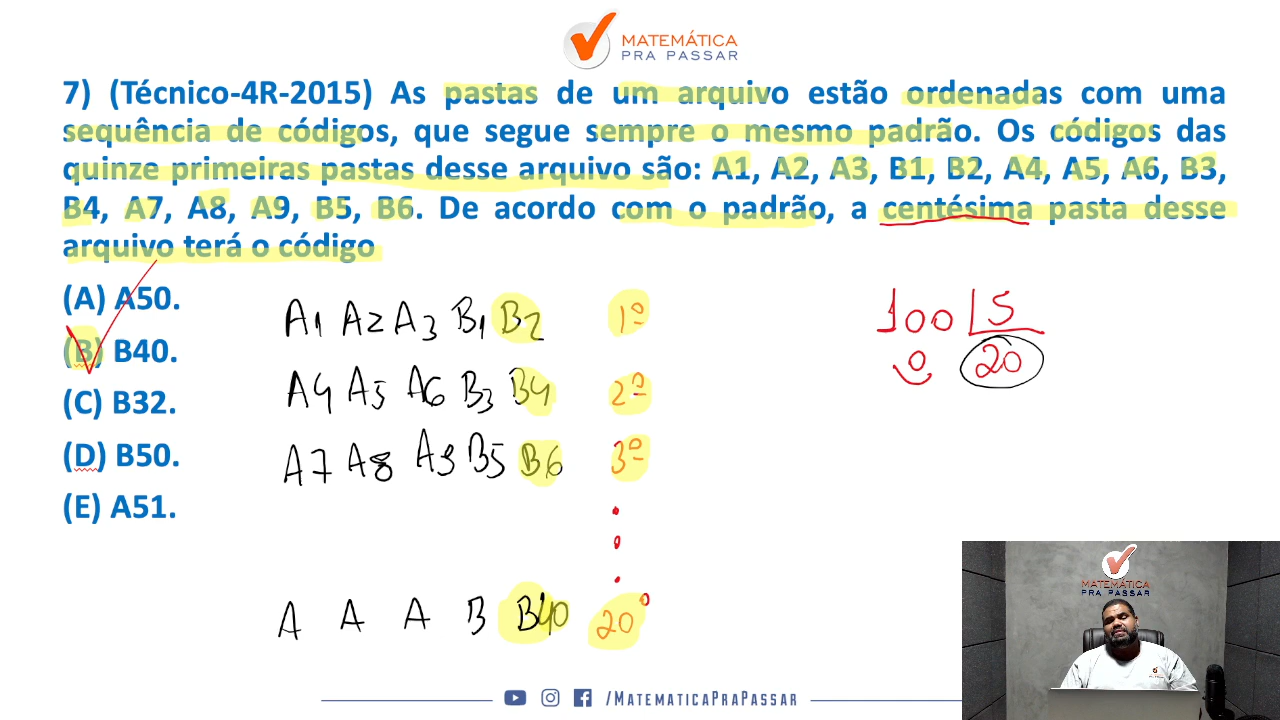 MATEMÁTICA
PRA PASSAR
7) (Técnico-4R-2015) As pastas de um arquivo estão ordenadas com uma
sequência de códigos, que segue sempre o mesmo padrão. Os códigos das
quinze primeiras pastas desse arquivo são: A1, A2, A3, B1, B2, A4, A5, A6, B3,
B4, A7, A8, A9, B5, B6. De acordo com o padrão, a centésima pasta desse
arquivo terá o código
(A) A50.
(B) B40.
(C) B32.
(D) B50.
(E) A51.
A1 A2 A3 B1 B2 1º
A4 A5 A6 B3 B4 2º
A7 A8 A9 B5 B6 3º
A A A B B40 20º
100 5
0 20
MATEMÁTICA
PRA PASSAR
/MATEMATICAPRAPASSAR